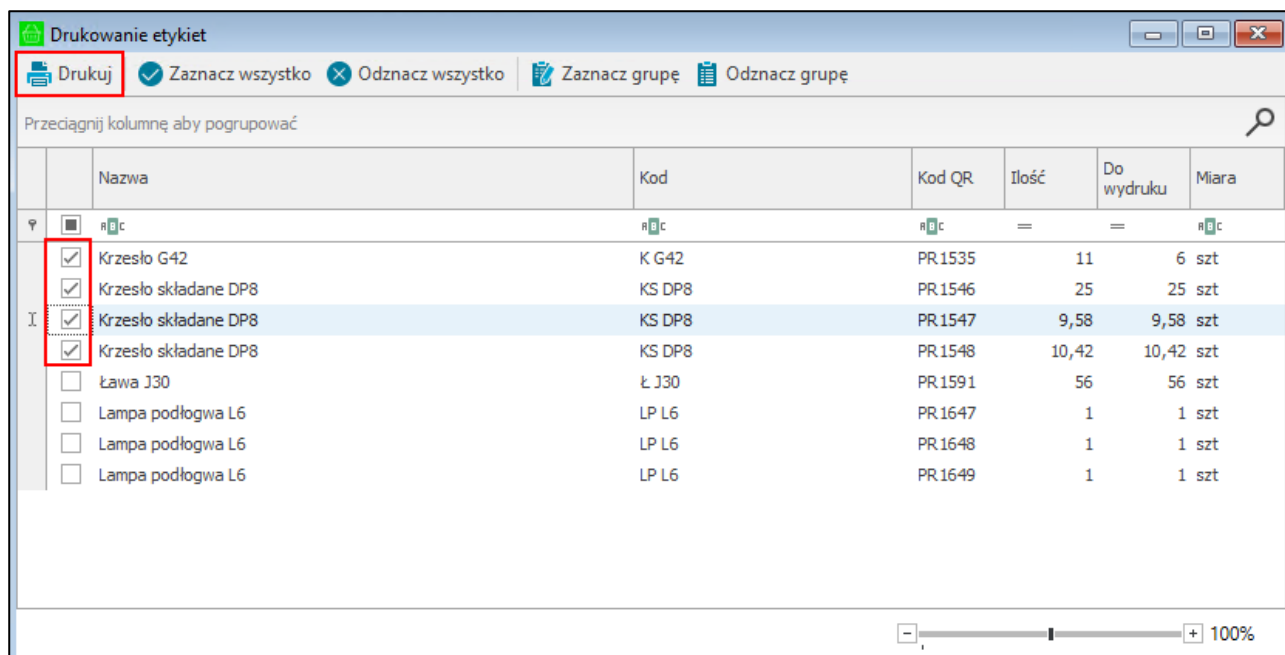 Drukowanie etykiet
Drukuj Zaznacz wszystko Odznacz wszystko Zaznacz grupę Odznacz grupę
Przeciągnij kolumnę aby pogrupować
Nazwa Kod Kod QR Ilość Do wydruku Miara
ABC ABC ABC = = ABC
Krzesło G42 K G42 PR1535 11 6 szt
Krzesło składane DP8 KS DP8 PR1546 25 25 szt
Krzesło składane DP8 KS DP8 PR1547 9,58 9,58 szt
Krzesło składane DP8 KS DP8 PR1548 10,42 10,42 szt
Ława J30 Ł J30 PR1591 56 56 szt
Lampa podłogwa L6 LP L6 PR1647 1 1 szt
Lampa podłogwa L6 LP L6 PR1648 1 1 szt
Lampa podłogwa L6 LP L6 PR1649 1 1 szt
100%